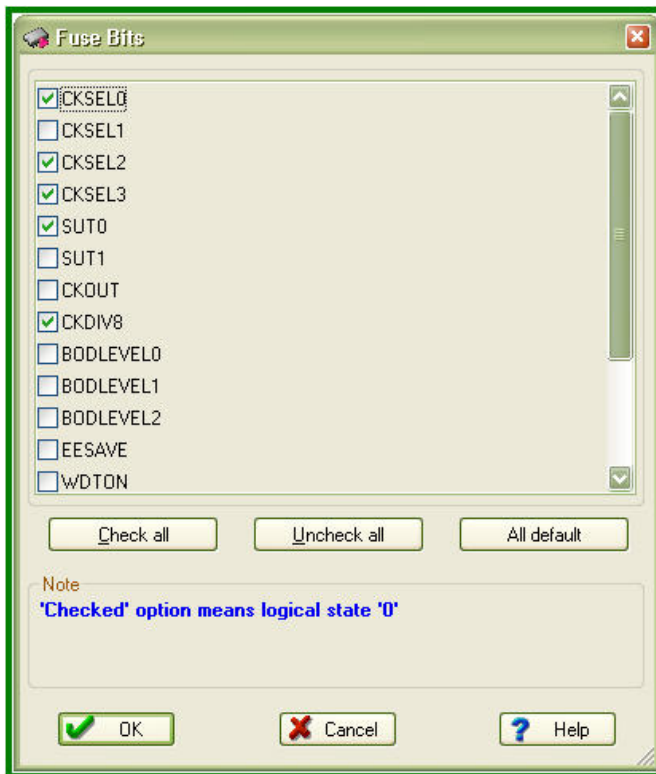 Fuse Bits
CKSEL0
CKSEL1
CKSEL2
CKSEL3
SUT0
SUT1
CKOUT
CKDIV8
BODLEVEL0
BODLEVEL1
BODLEVEL2
EESAVE
WDTON
Check all Uncheck all All default
Note
'Checked' option means logical state '0'
OK Cancel Help